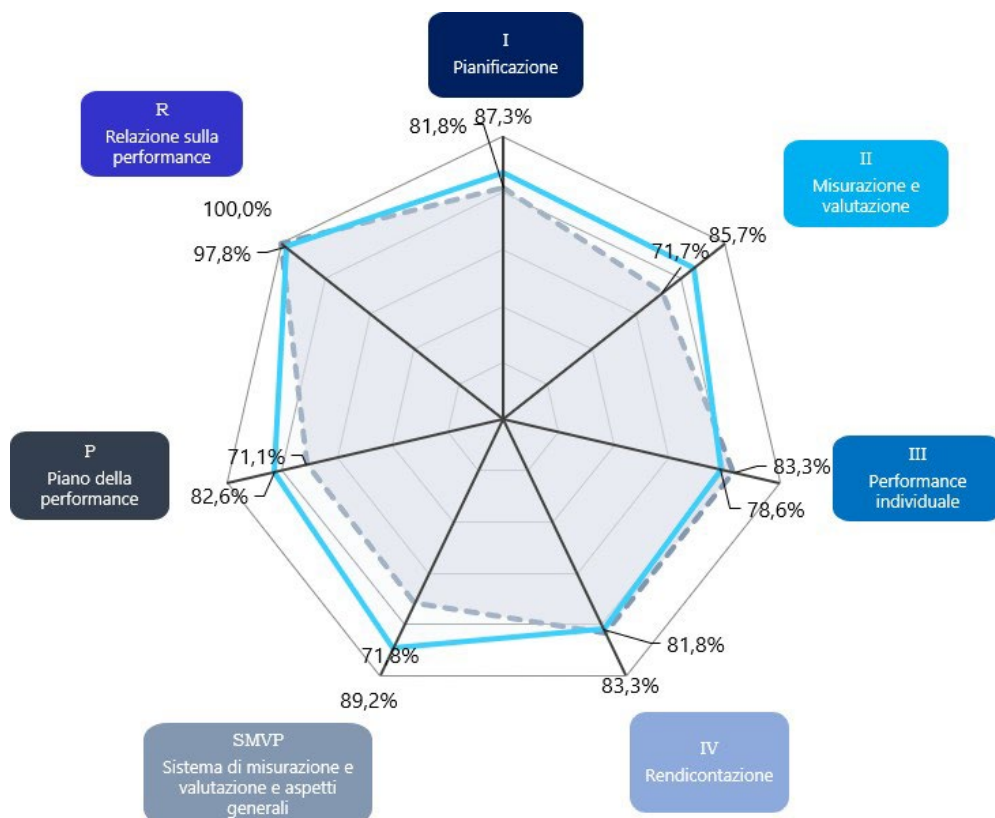 I
Pianificazione
87,3%
81,8%
R
Relazione sulla
performance
100,0%
97,8%
II
Misurazione e
valutazione
85,7%
71,7%
P
Piano della
performance
71,1%
82,6%
III
Performance
individuale
83,3%
78,6%
71,8%
89,2%
81,8%
83,3%
SMVP
Sistema di misurazione e
valutazione e aspetti
generali
IV
Rendicontazione